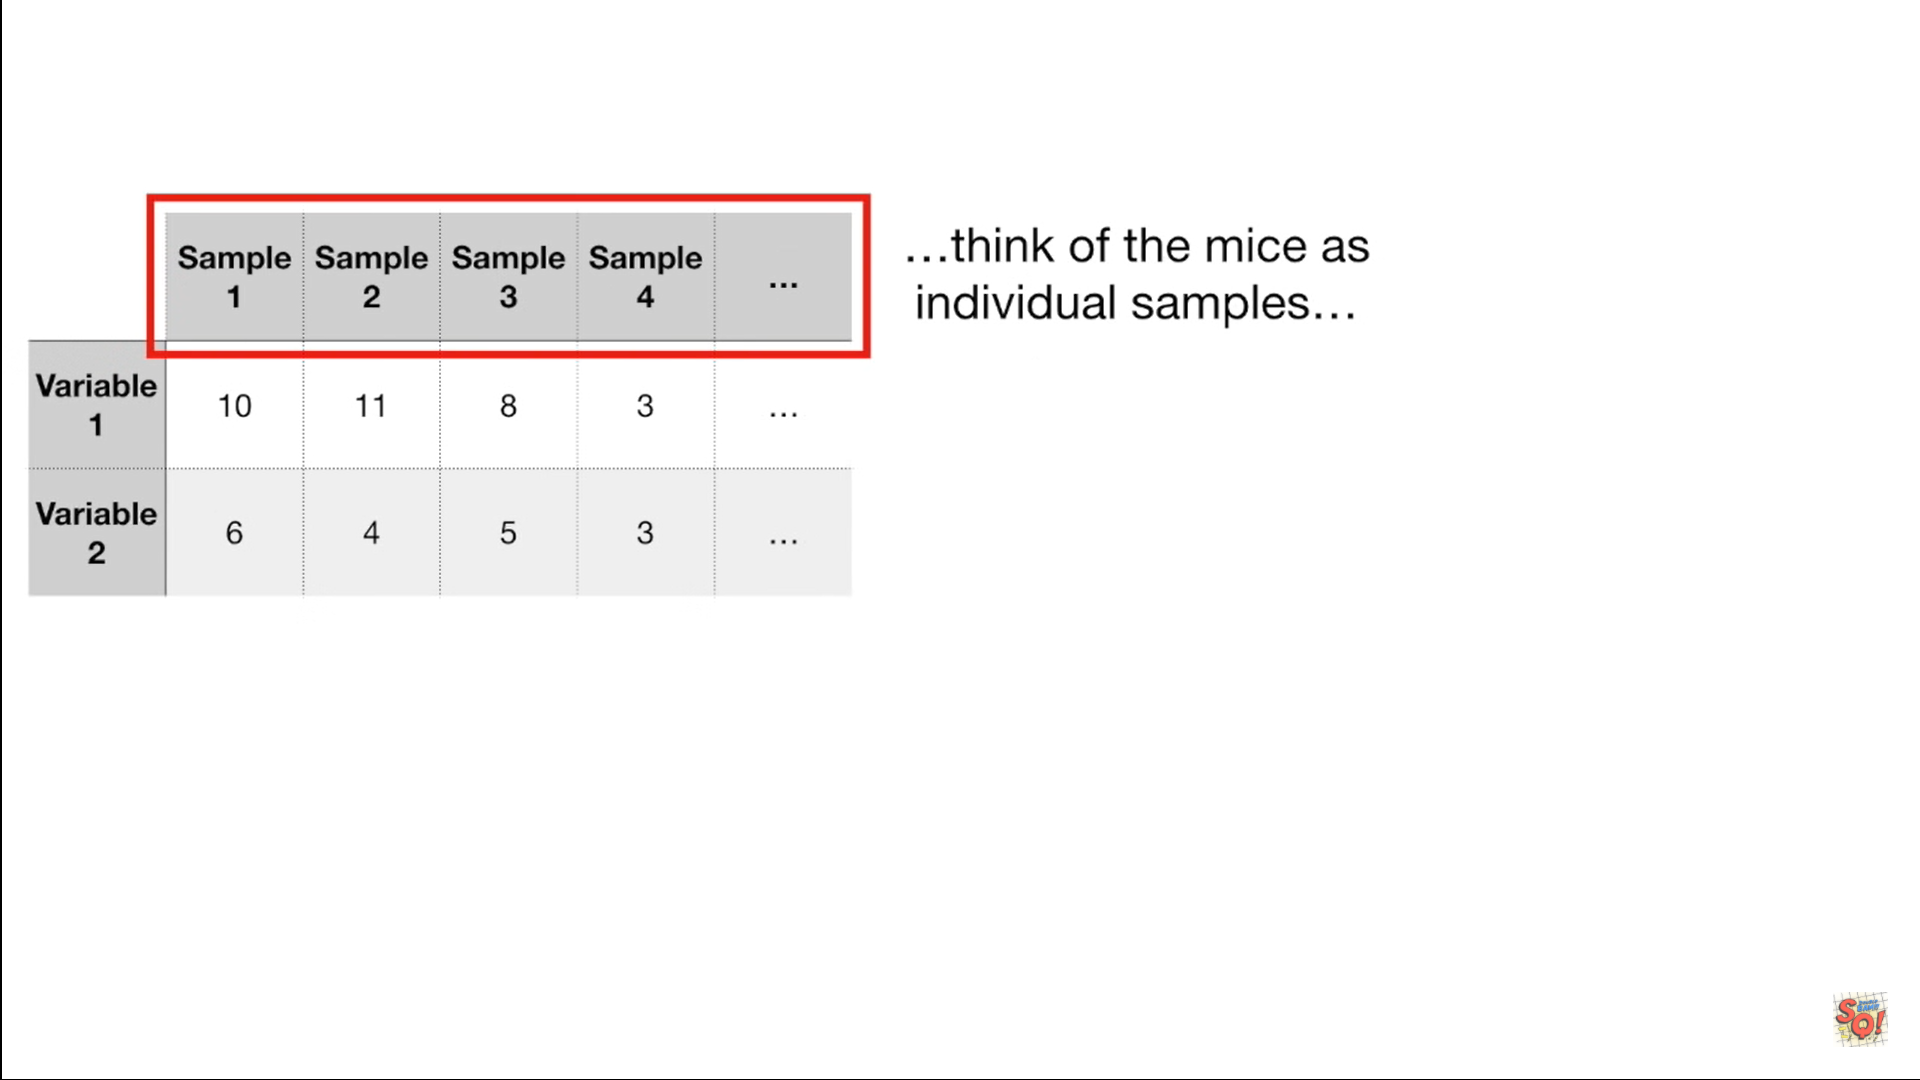 Sample Sample Sample Sample ...
1 2 3 4
…think of the mice as
individual samples…
Variable
1
10 11 8 3 ...
Variable
2
6 4 5 3 ...
SQ!